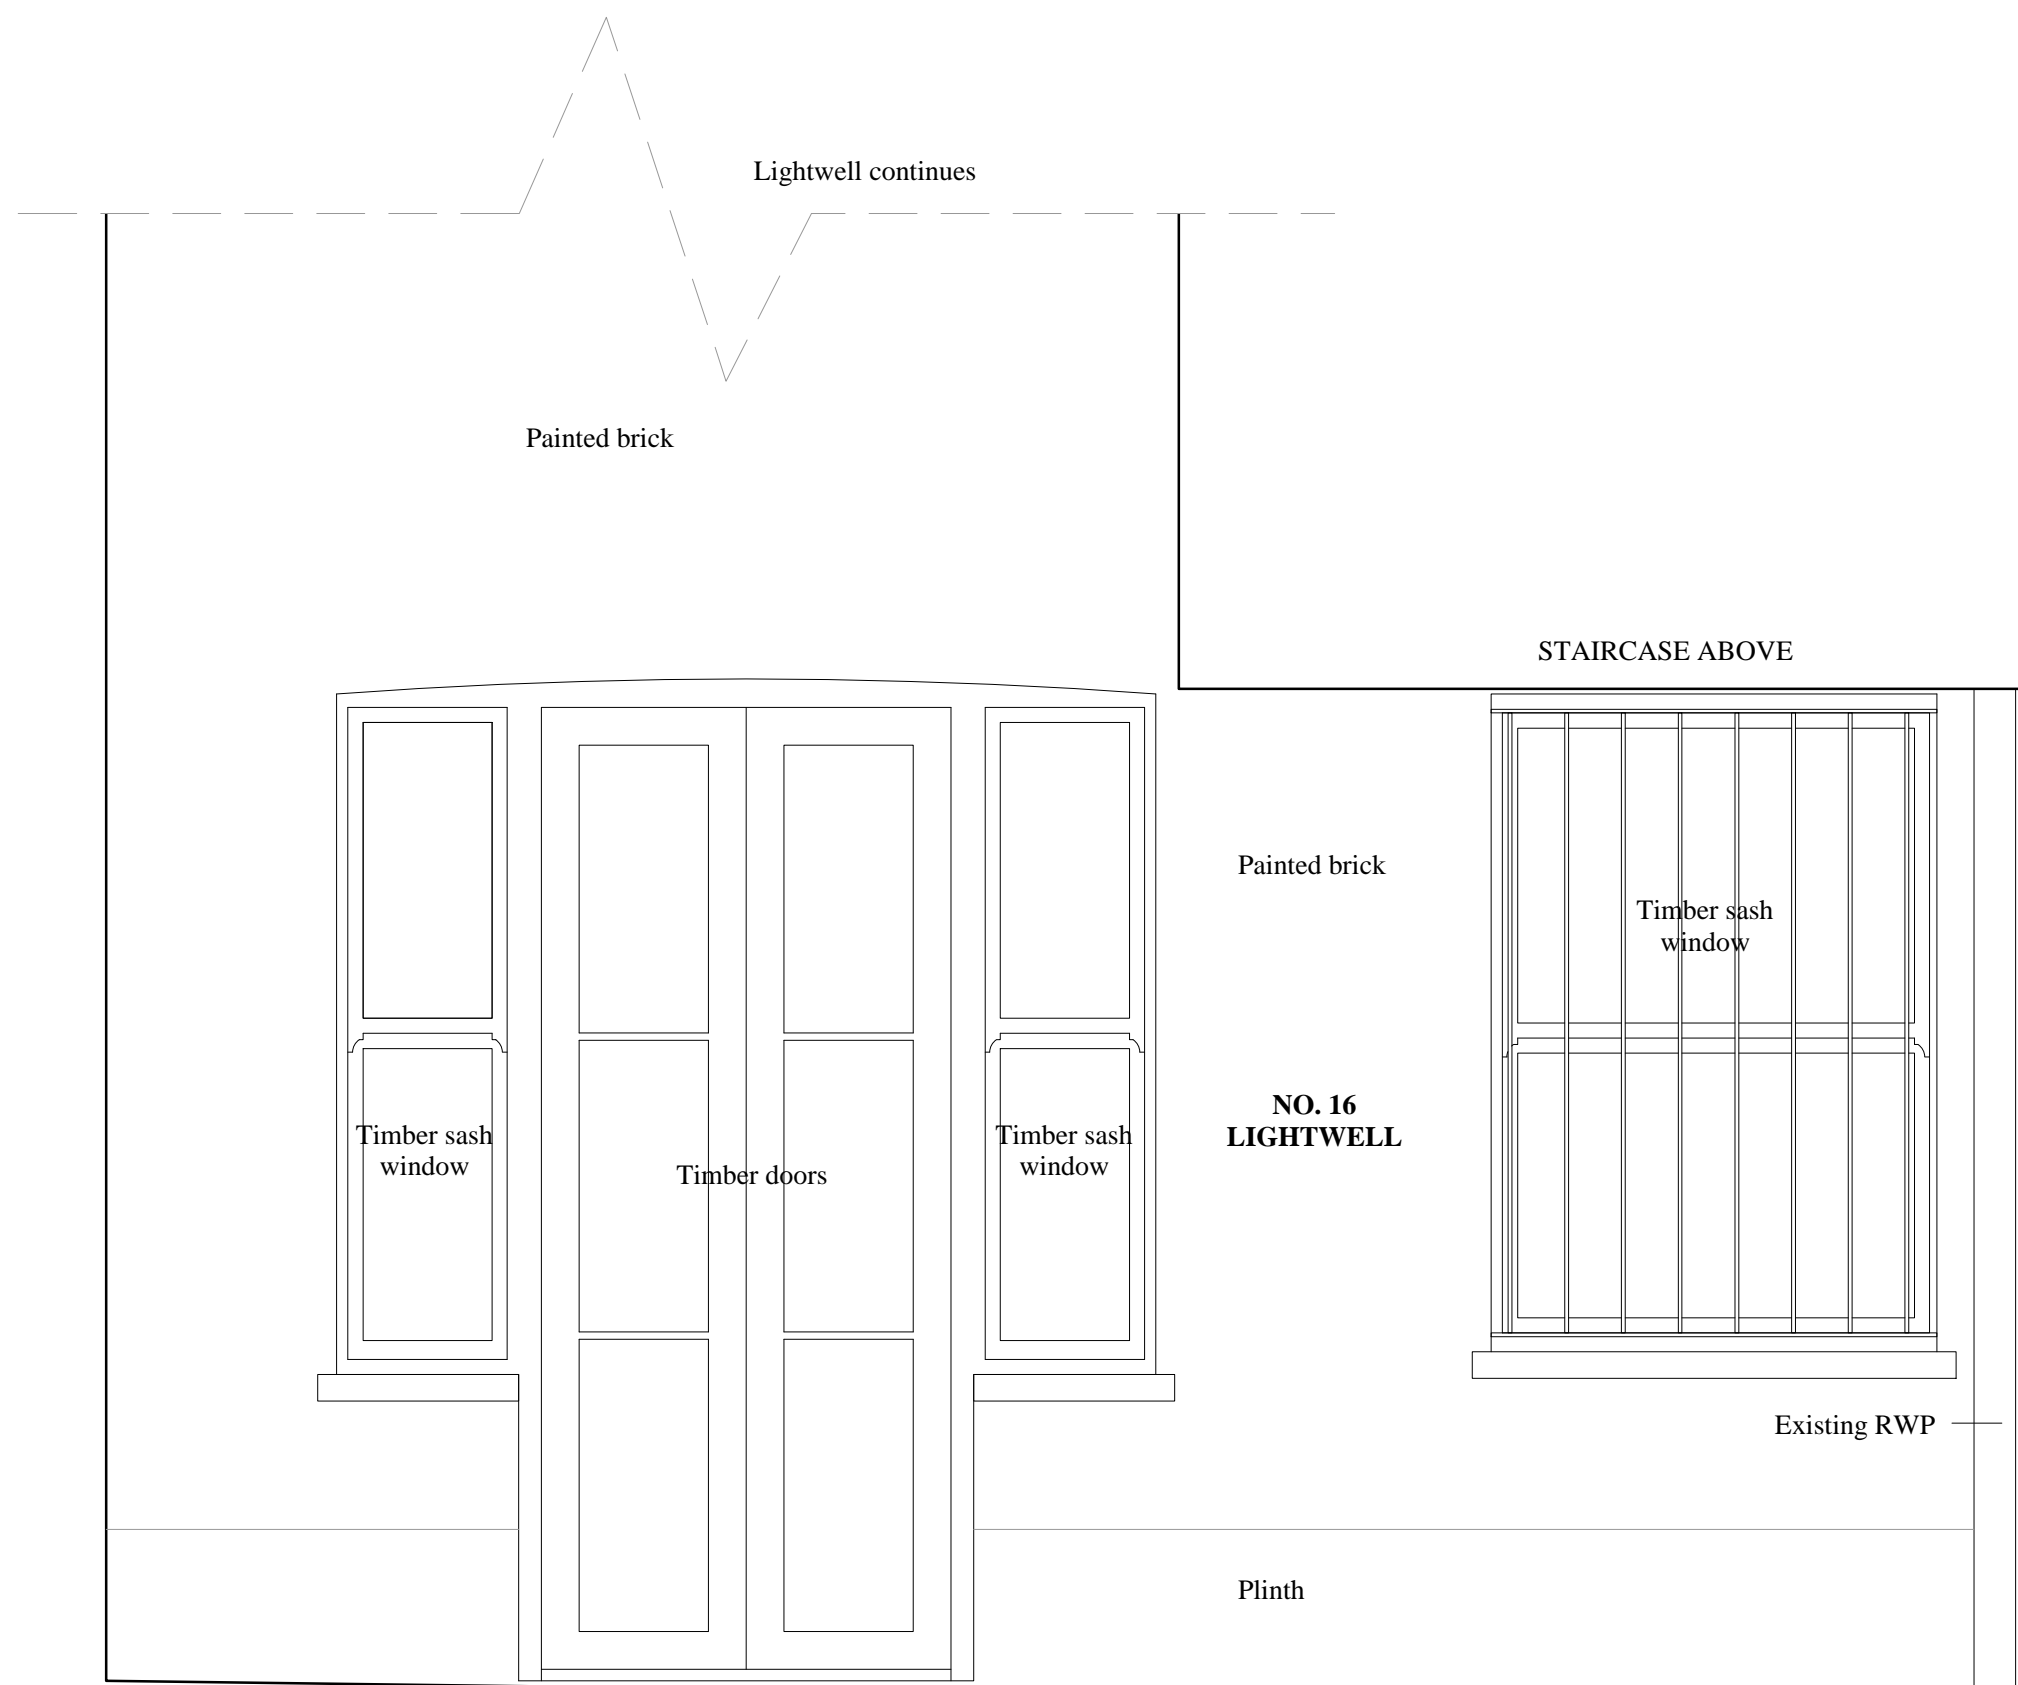 Lightwell continues
Painted brick
STAIRCASE ABOVE
Painted brick
Timber sash
window
NO. 16
LIGHTWELL
Timber sash
window
Timber doors
Timber sash
window
Existing RWP
Plinth